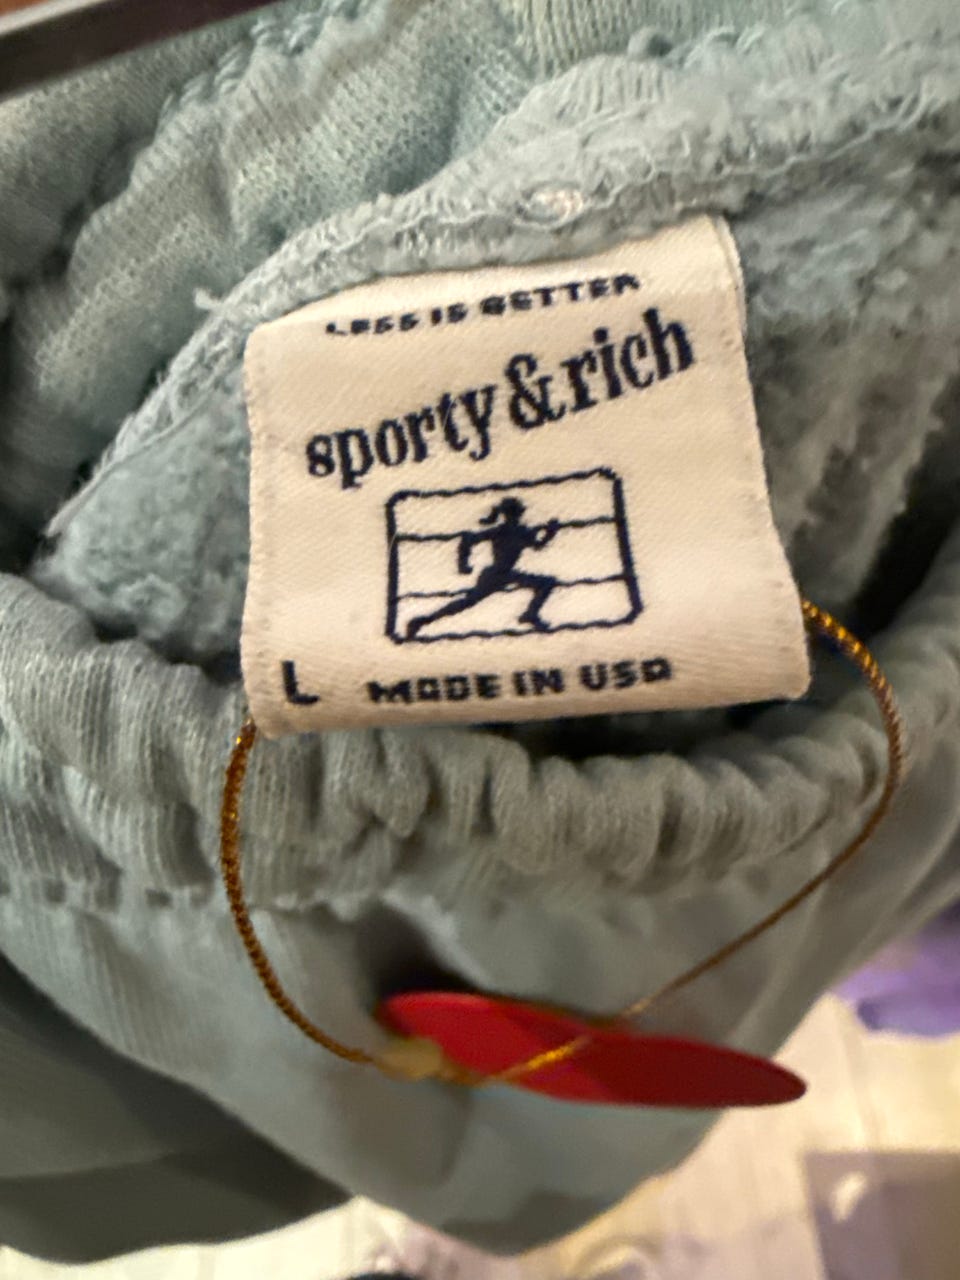 LESS IS BETTER
sporty & rich
L MADE IN USA